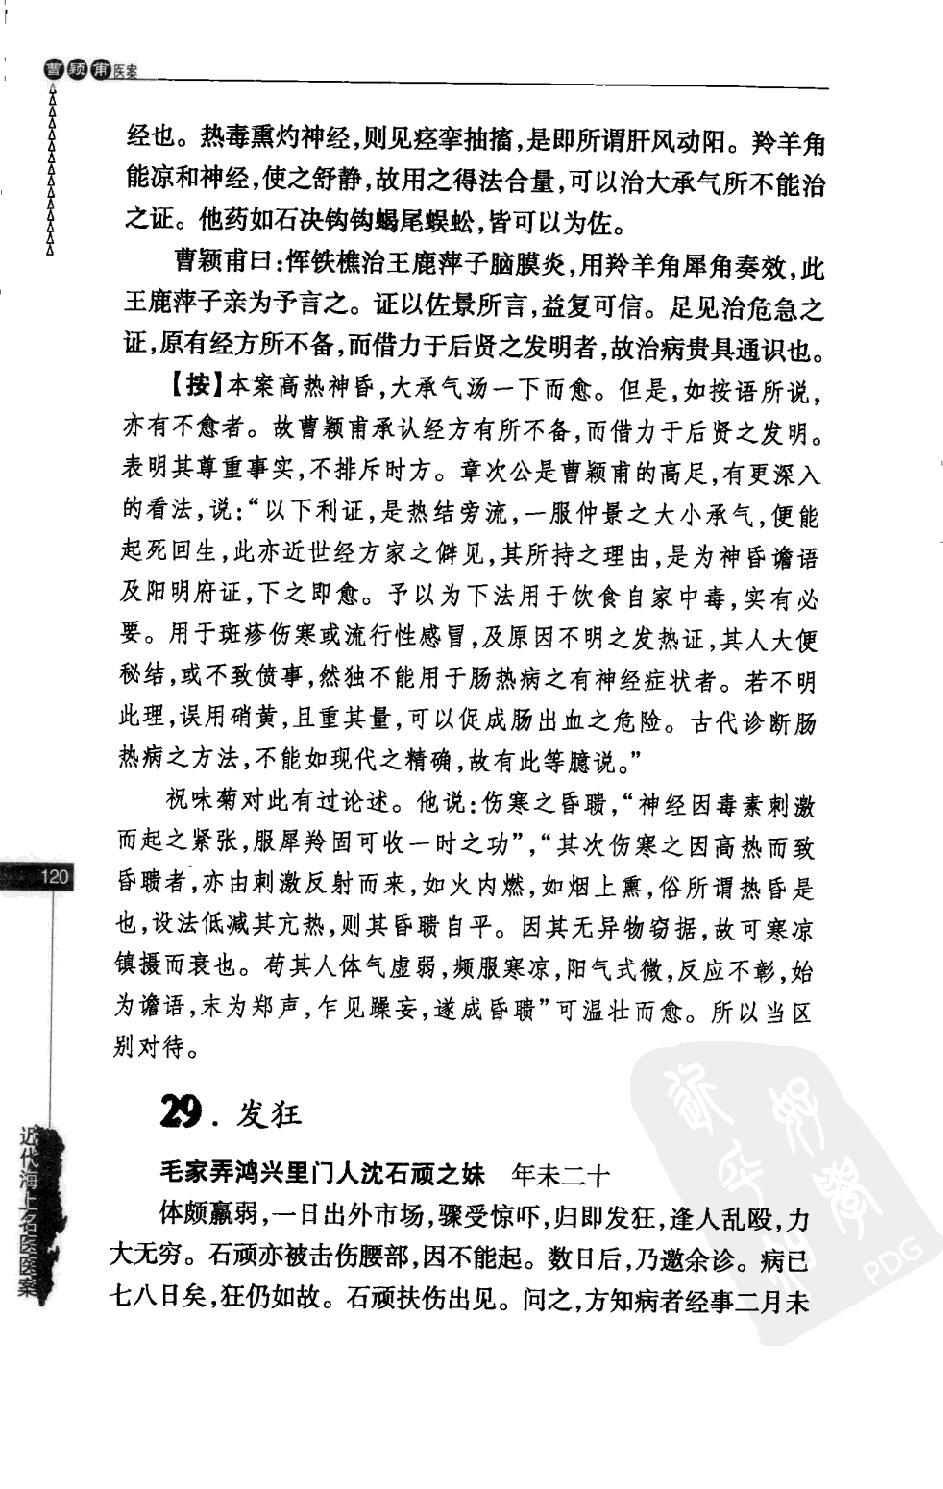 曹颖甫医案
经也。热毒熏灼神经,则见痉挛抽搐,是即所谓肝风动阳。羚羊角
能凉和神经,使之舒静,故用之得法合量,可以治大承气所不能治
之证。他药如石决钩钩蝎尾蜈蚣,皆可以为佐。
曹颖甫曰:恽铁樵治王鹿萍子脑膜炎,用羚羊角犀角奏效,此
王鹿萍子亲为予言之。证以佐景所言,益复可信。足见治危急之
证,原有经方所不备,而借力于后贤之发明者,故治病贵具通识也。
【按】本案高热神昏,大承气汤一下而愈。但是,如按语所说,
亦有不愈者。故曹颖甫承认经方有所不备,而借力于后贤之发明。
表明其尊重事实,不排斥时方。章次公是曹颖甫的高足,有更深入
的看法,说:“以下利证,是热结旁流,一服仲景之大小承气,便能
起死回生,此亦近世经方家之僻见,其所持之理由,是为神昏谵语
及阳明府证,下之即愈。予以为下法用于饮食自家中毒,实有必
要。用于斑疹伤寒或流行性感冒,及原因不明之发热证,其人大便
秘结,或不致偾事,然独不能用于肠热病之有神经症状者。若不明
此理,误用硝黄,且重其量,可以促成肠出血之危险。古代诊断肠
热病之方法,不能如现代之精确,故有此等臆说。”
祝味菊对此有过论述。他说:伤寒之昏聩,“神经因毒素刺激
而起之紧张,服犀羚固可收一时之功”,“其次伤寒之因高热而致
昏聩者,亦由刺激反射而来,如火内燃,如烟上熏,俗所谓热昏是
也,设法低减其亢热,则其昏聩自平。因其无异物窃据,故可寒凉
镇摄而衰也。苟其人体气虚弱,频服寒凉,阳气式微,反应不彰,始
为谵语,末为郑声,乍见躁妄,遂成昏聩”可温壮而愈。所以当区
别对待。
120
29．发狂
毛家弄鸿兴里门人沈石顽之妹　年未二十
体颇羸弱,一日出外市场,骤受惊吓,归即发狂,逢人乱殴,力
大无穷。石顽亦被击伤腰部,因不能起。数日后,乃邀余诊。病已
七八日矣,狂仍如故。石顽扶伤出见。问之,方知病者经事二月未
近代海上名医医案
PDG